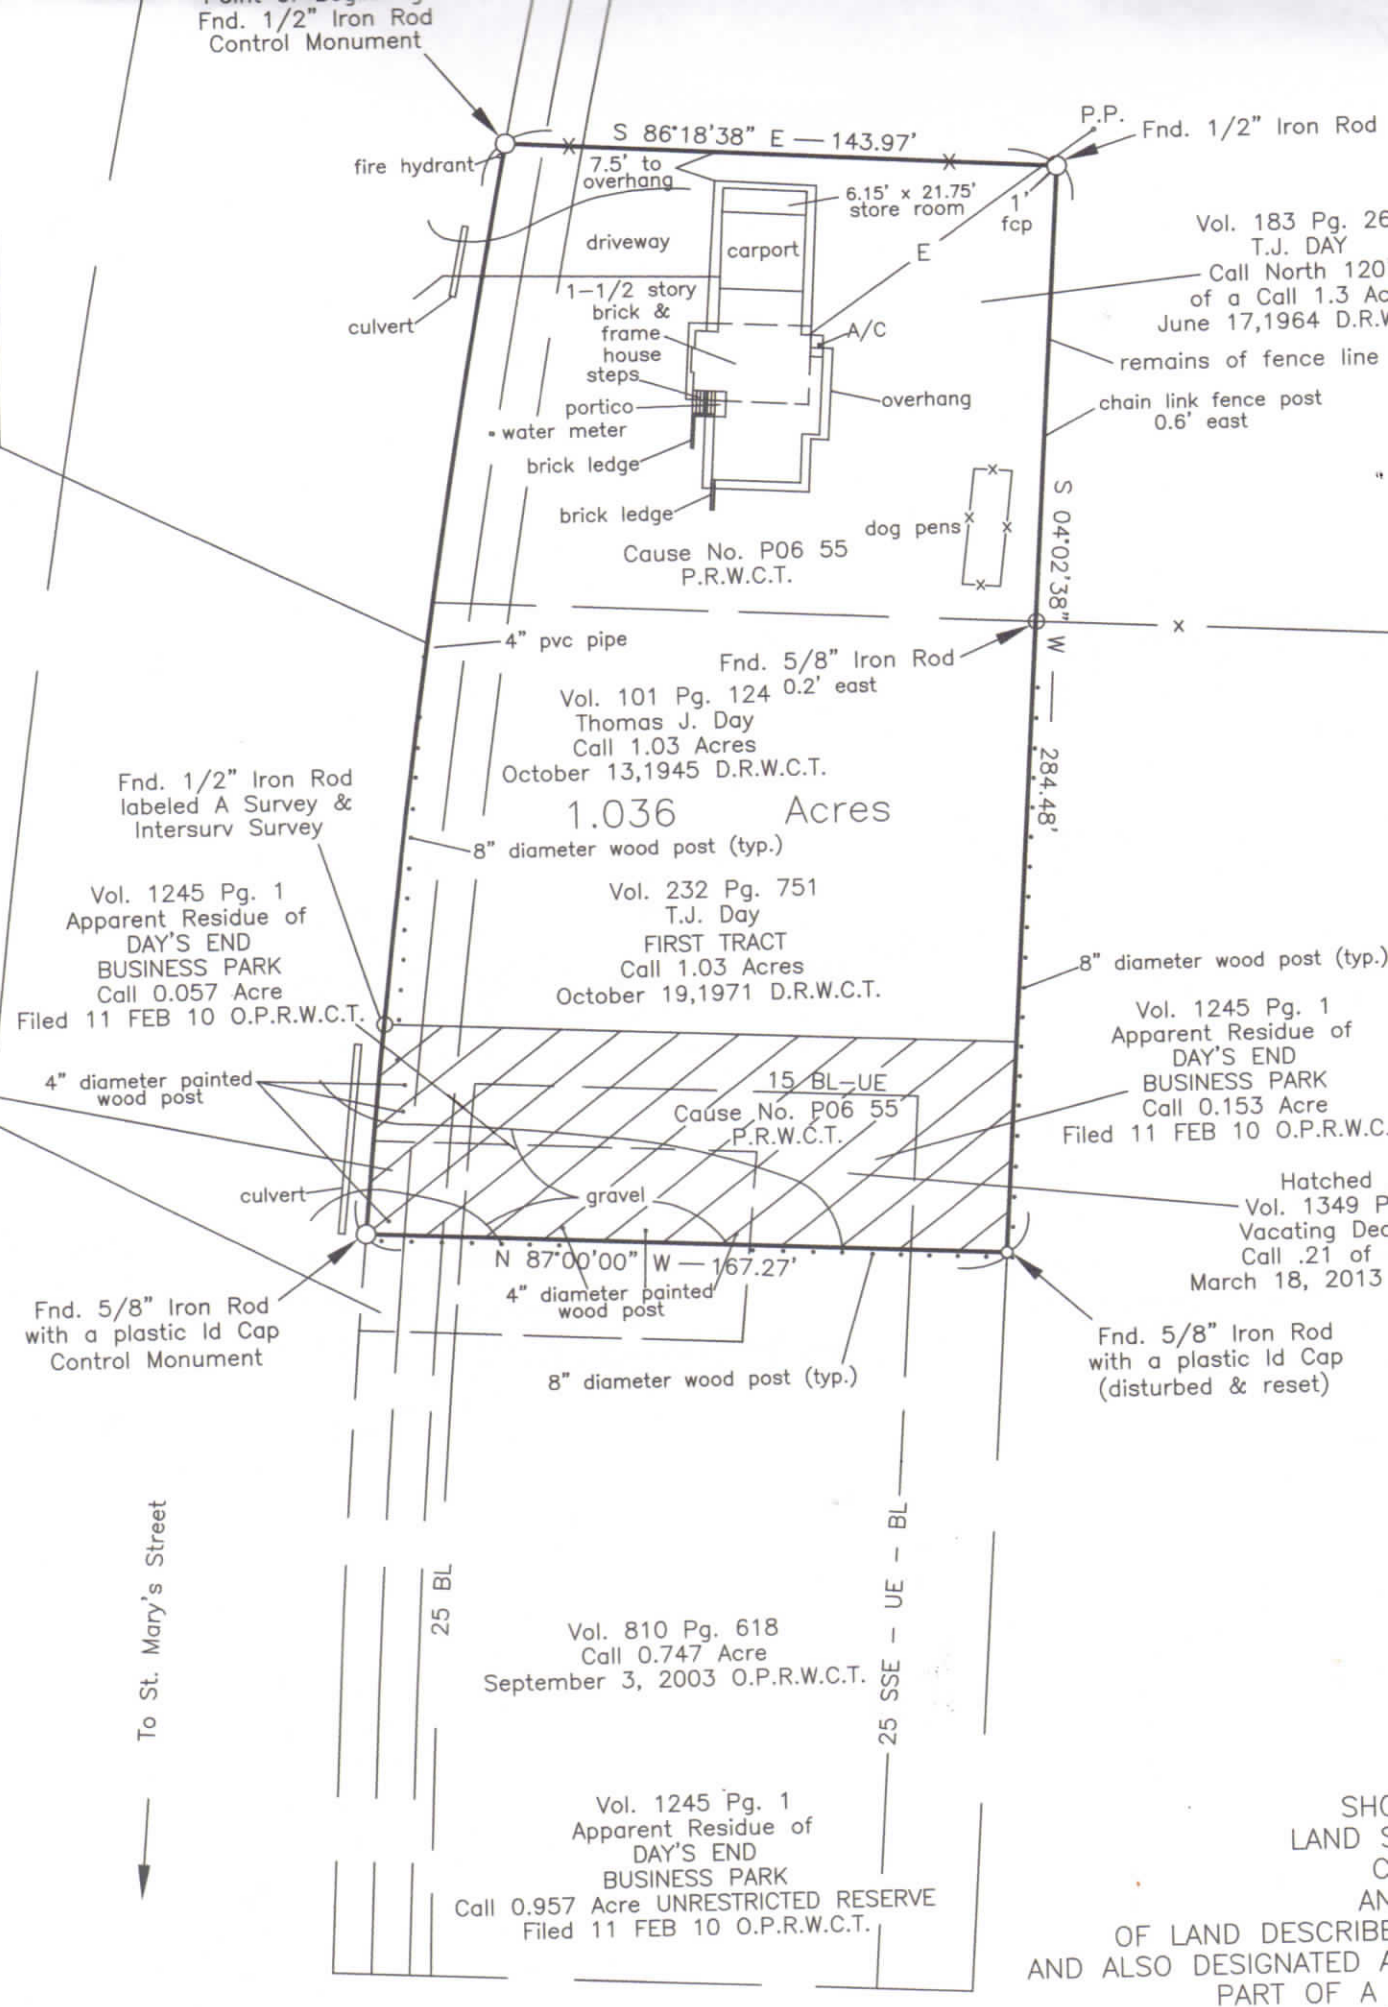 Fnd. 1/2" Iron Rod
Control Monument
S 86°18'38" E — 143.97'
P.P.
Fnd. 1/2" Iron Rod
fire hydrant
7.5' to
overhang
6.15' x 21.75'
store room
1'
fcp
driveway
carport
E
Vol. 183 Pg. 26
T.J. DAY
Call North 120'
of a Call 1.3 Ac
June 17,1964 D.R.W
culvert
1-1/2 story
brick &
frame
house
steps
portico
A/C
remains of fence line
overhang
chain link fence post
0.6' east
water meter
brick ledge
brick ledge
dog pens
Cause No. P06 55
P.R.W.C.T.
S 04°02'38" W — 284.48'
4" pvc pipe
Fnd. 5/8" Iron Rod
0.2' east
Vol. 101 Pg. 124
Thomas J. Day
Call 1.03 Acres
October 13,1945 D.R.W.C.T.
1.036 Acres
Fnd. 1/2" Iron Rod
labeled A Survey &
Intersurv Survey
8" diameter wood post (typ.)
Vol. 1245 Pg. 1
Apparent Residue of
DAY'S END
BUSINESS PARK
Call 0.057 Acre
Filed 11 FEB 10 O.P.R.W.C.T.
Vol. 232 Pg. 751
T.J. Day
FIRST TRACT
Call 1.03 Acres
October 19,1971 D.R.W.C.T.
8" diameter wood post (typ.)
Vol. 1245 Pg. 1
Apparent Residue of
DAY'S END
BUSINESS PARK
Call 0.153 Acre
Filed 11 FEB 10 O.P.R.W.C.
4" diameter painted
wood post
15 BL-UE
Cause No. P06 55
P.R.W.C.T.
culvert
gravel
Hatched
Vol. 1349 P
Vacating Dec
Call .21 of
March 18, 2013
N 87°00'00" W — 167.27'
4" diameter painted
wood post
Fnd. 5/8" Iron Rod
with a plastic Id Cap
Control Monument
8" diameter wood post (typ.)
Fnd. 5/8" Iron Rod
with a plastic Id Cap
(disturbed & reset)
To St. Mary's Street
25 BL
25 SSE - UE - BL
Vol. 810 Pg. 618
Call 0.747 Acre
September 3, 2003 O.P.R.W.C.T.
Vol. 1245 Pg. 1
Apparent Residue of
DAY'S END
BUSINESS PARK
Call 0.957 Acre UNRESTRICTED RESERVE
Filed 11 FEB 10 O.P.R.W.C.T.
SHO
LAND S
C
AN
OF LAND DESCRIBE
AND ALSO DESIGNATED A
PART OF A